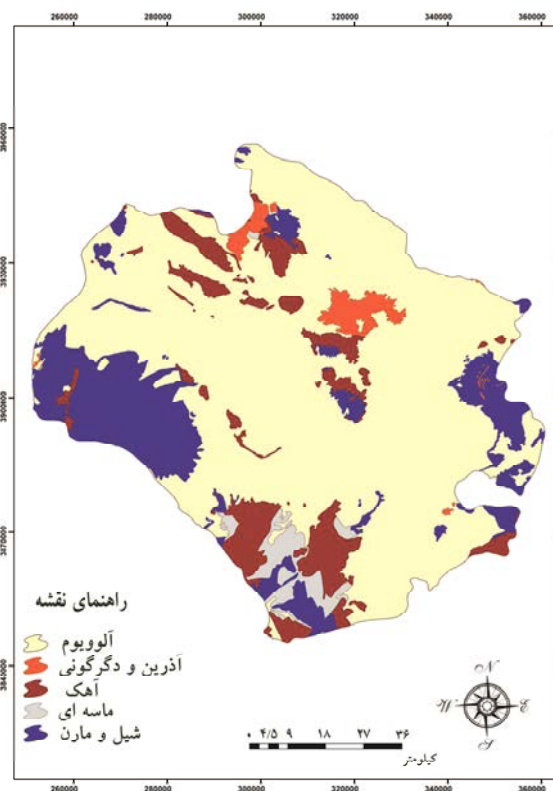 260000 280000 300000 320000 340000 360000
3960000
3930000
3900000
3870000
3840000
راهنمای نقشه
آلوویوم
آذرین و دگرگونی
آهک
ماسه ای
شیل و مارن
N
W E
S
۰ ۴/۵ ۹ ۱۸ ۲۷ ۳۶
کیلومتر
260000 280000 300000 320000 340000 360000